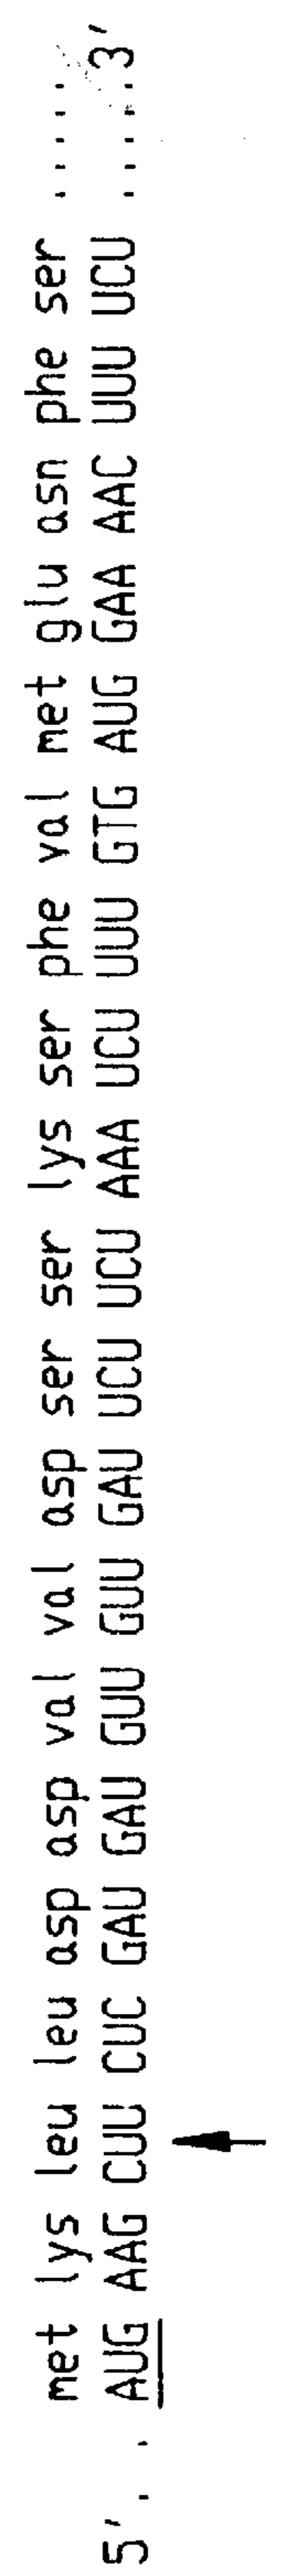 met lys leu leu asp asp val val asp ser ser lys ser phe val met glu asn phe ser .....
5'. . AUG AAG CUU CUC GAU GAU GUU GUU GAU UCU UCU AAA UCU UUU GTG AUG GAA AAC UUU UCU .....3'